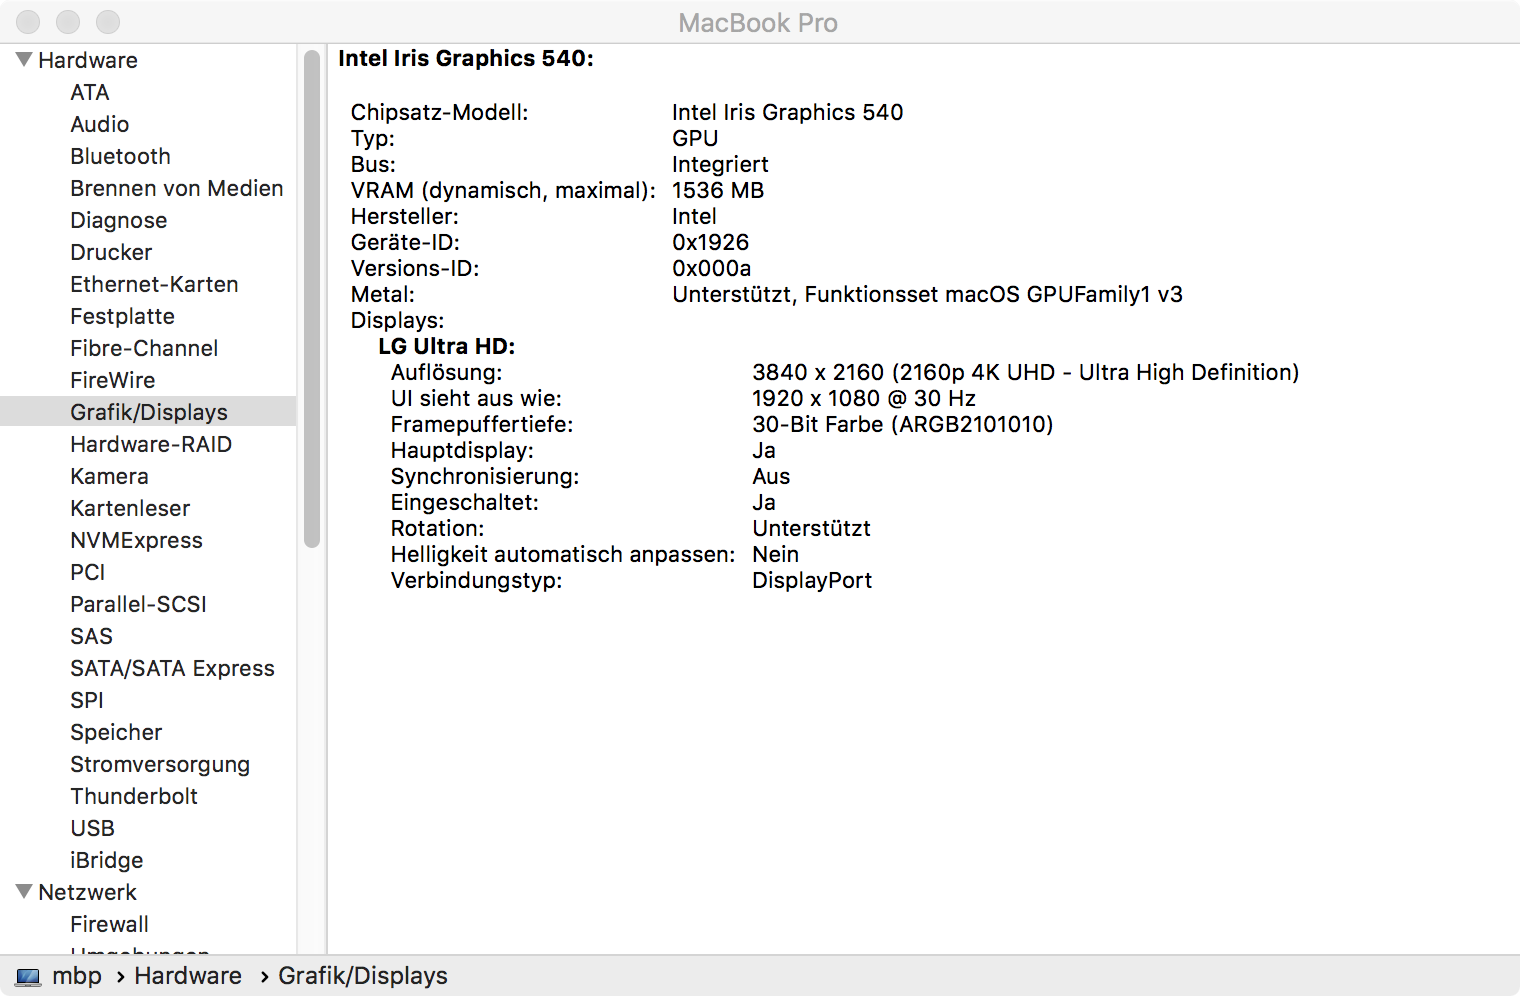 MacBook Pro
Hardware
ATA
Audio
Bluetooth
Brennen von Medien
Diagnose
Drucker
Ethernet-Karten
Festplatte
Fibre-Channel
FireWire
Grafik/Displays
Hardware-RAID
Kamera
Kartenleser
NVMExpress
PCI
Parallel-SCSI
SAS
SATA/SATA Express
SPI
Speicher
Stromversorgung
Thunderbolt
USB
iBridge
Netzwerk
Firewall
Umgebungen
Intel Iris Graphics 540:
Chipsatz-Modell: Intel Iris Graphics 540
Typ: GPU
Bus: Integriert
VRAM (dynamisch, maximal): 1536 MB
Hersteller: Intel
Geräte-ID: 0x1926
Versions-ID: 0x000a
Metal: Unterstützt, Funktionsset macOS GPUFamily1 v3
Displays:
LG Ultra HD:
Auflösung: 3840 x 2160 (2160p 4K UHD - Ultra High Definition)
UI sieht aus wie: 1920 x 1080 @ 30 Hz
Framepuffertiefe: 30-Bit Farbe (ARGB2101010)
Hauptdisplay: Ja
Synchronisierung: Aus
Eingeschaltet: Ja
Rotation: Unterstützt
Helligkeit automatisch anpassen: Nein
Verbindungstyp: DisplayPort
mbp › Hardware › Grafik/Displays